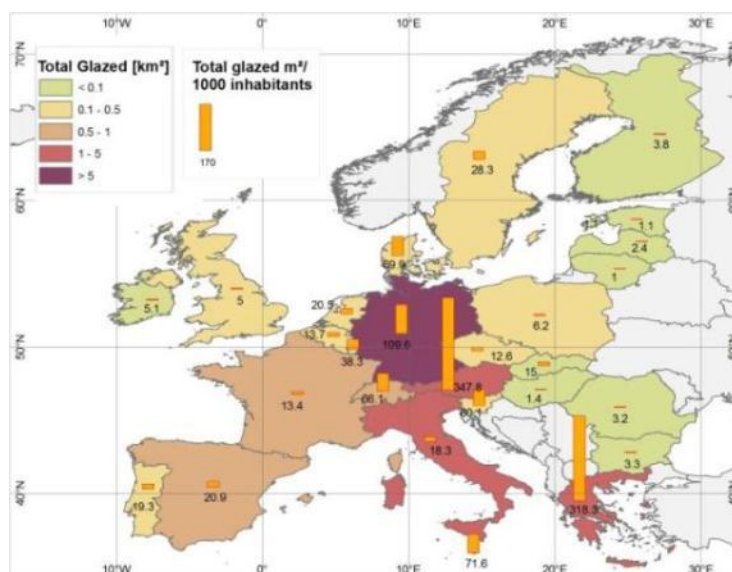 10°W 0° 10°E 20°E 30°E
70°N
Total Glazed [km²]
< 0.1
0.1 - 0.5
0.5 - 1
1 - 5
> 5
Total glazed m²/
1000 inhabitants
170
3.8
28.3
60°N
1.1
2.4
1
69.9
5.1
5
20.5
13.7
38.3
109.6
6.2
50°N
12.6
15
347.8
1.4
66.1
13.4
18.3
3.2
3.3
40°N
19.3
20.9
318.3
71.6
10°W 0° 10°E 20°E 30°E